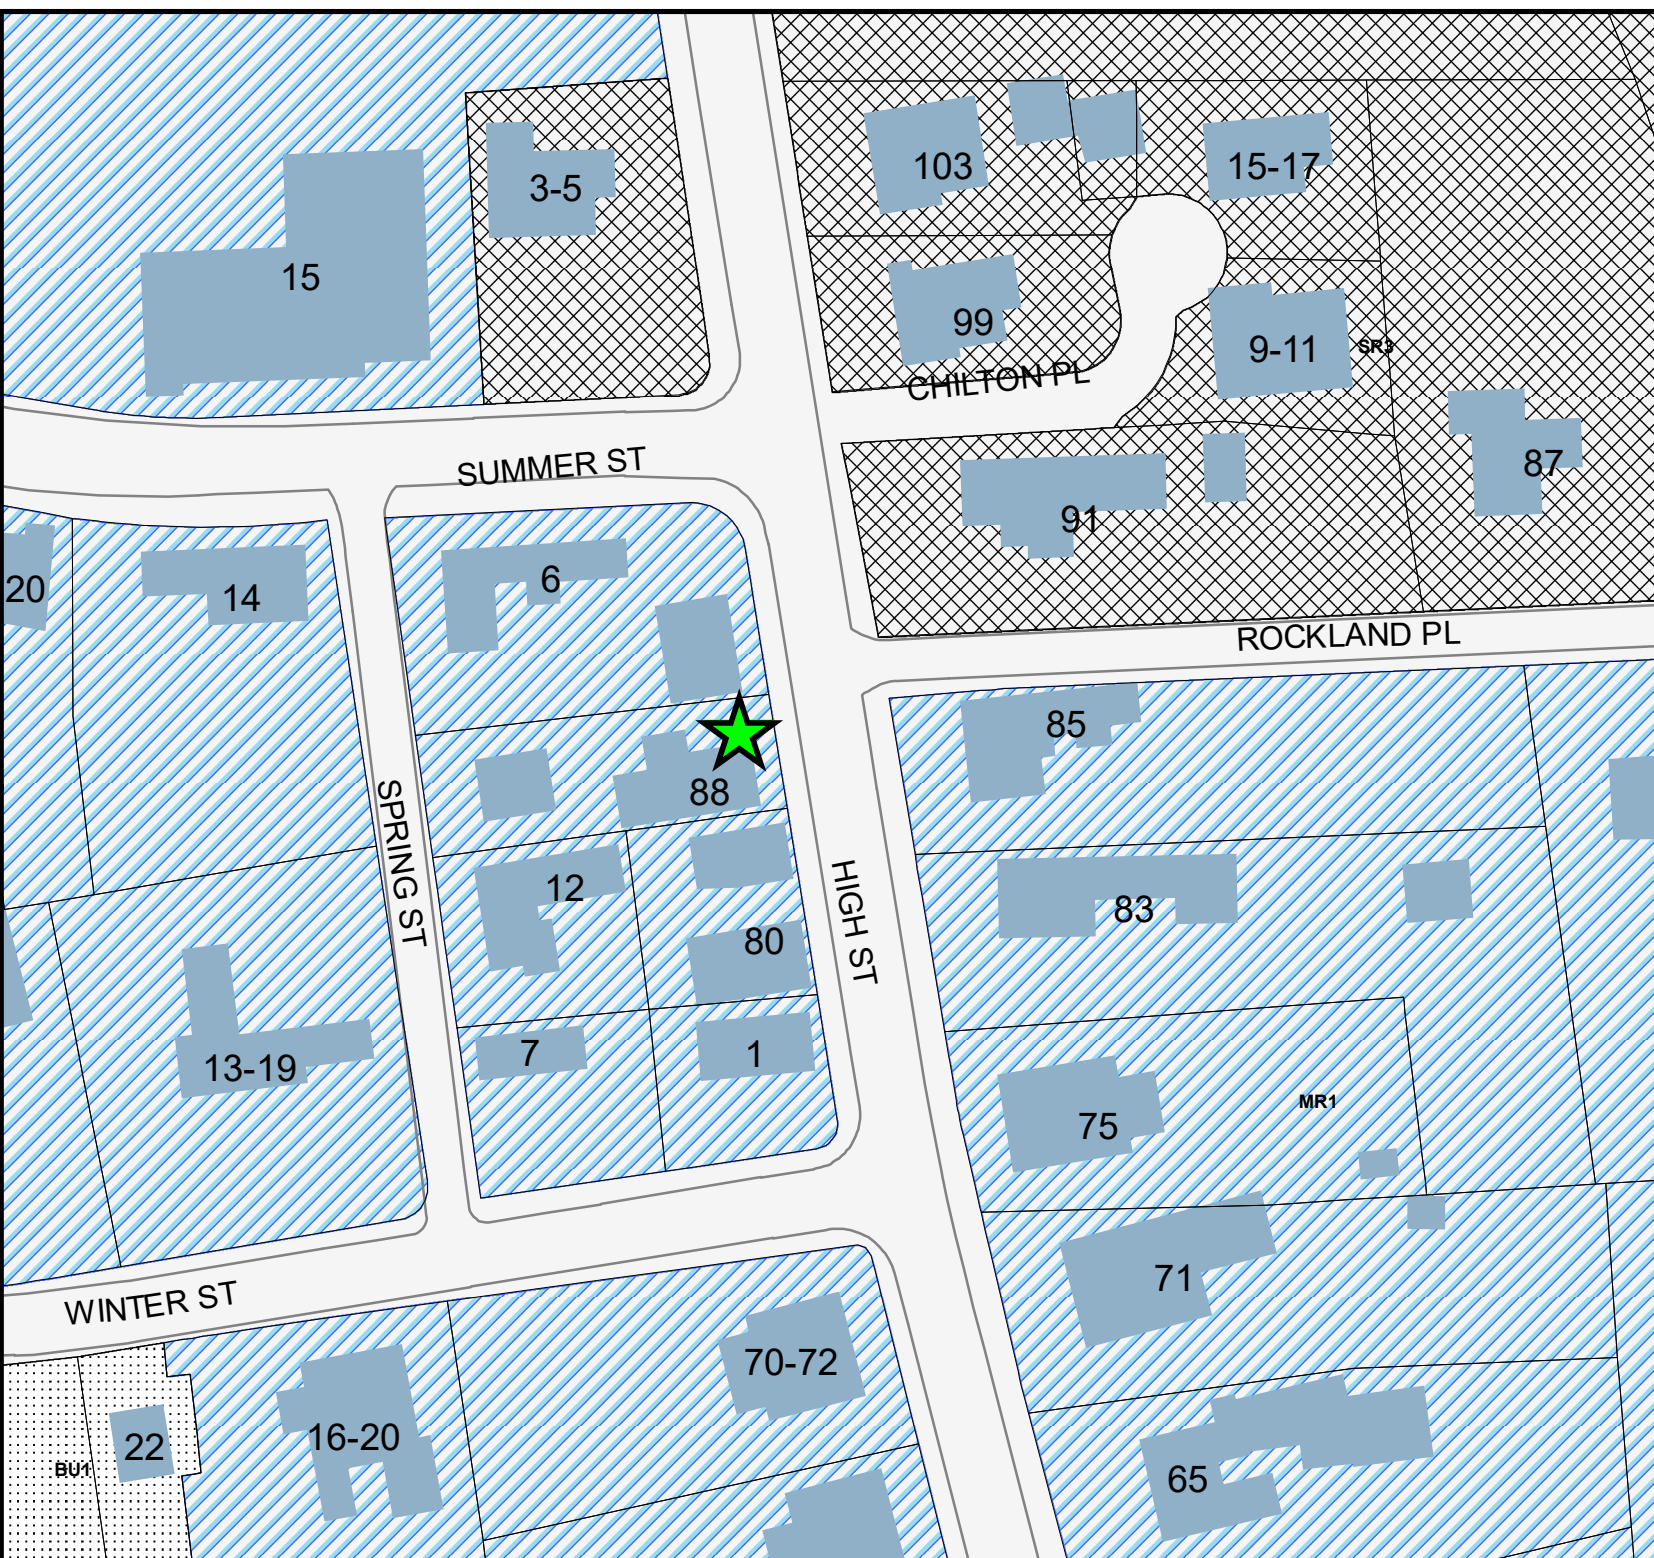 103
15-17
3-5
15
99
9-11
SR3
CHILTON PL
87
SUMMER ST
91
20
14
6
ROCKLAND PL
85
88
SPRING ST
12
HIGH ST
83
80
13-19
7
1
MR1
75
71
WINTER ST
70-72
16-20
22
BU1
65